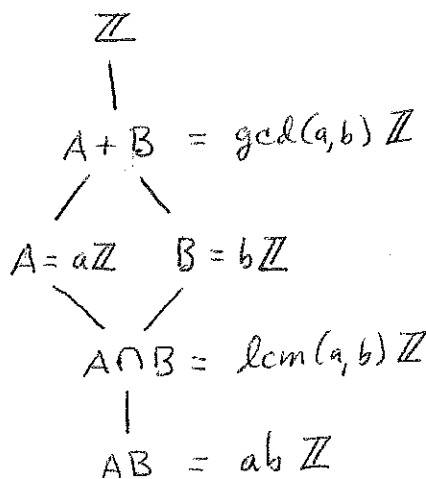 ℤ
A + B = gcd(a,b) ℤ
A = aℤ B = bℤ
A∩B = lcm(a,b) ℤ
AB = ab ℤ